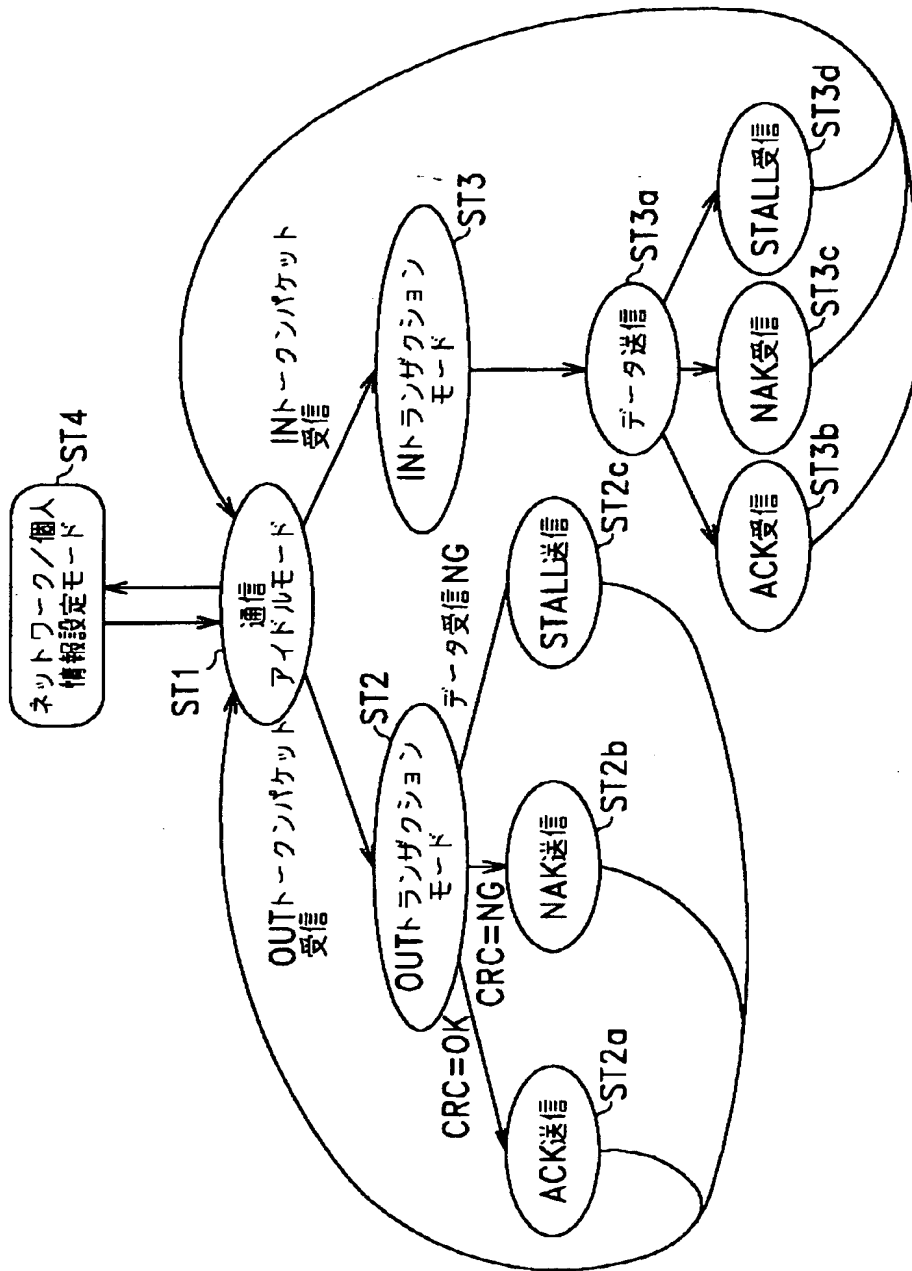 ネットワーク／個人
情報設定モード
ST4
ST1
通信
アイドルモード
OUTトークンパケット
受信
INトークンパケット
受信
OUTトランザクション
モード
ST2
INトランザクション
モード
ST3
CRC=OK
CRC=NG
データ受信NG
ACK送信
ST2a
NAK送信
ST2b
STALL送信
ST2c
データ送信
ST3a
ACK受信
ST3b
NAK受信
ST3c
STALL受信
ST3d